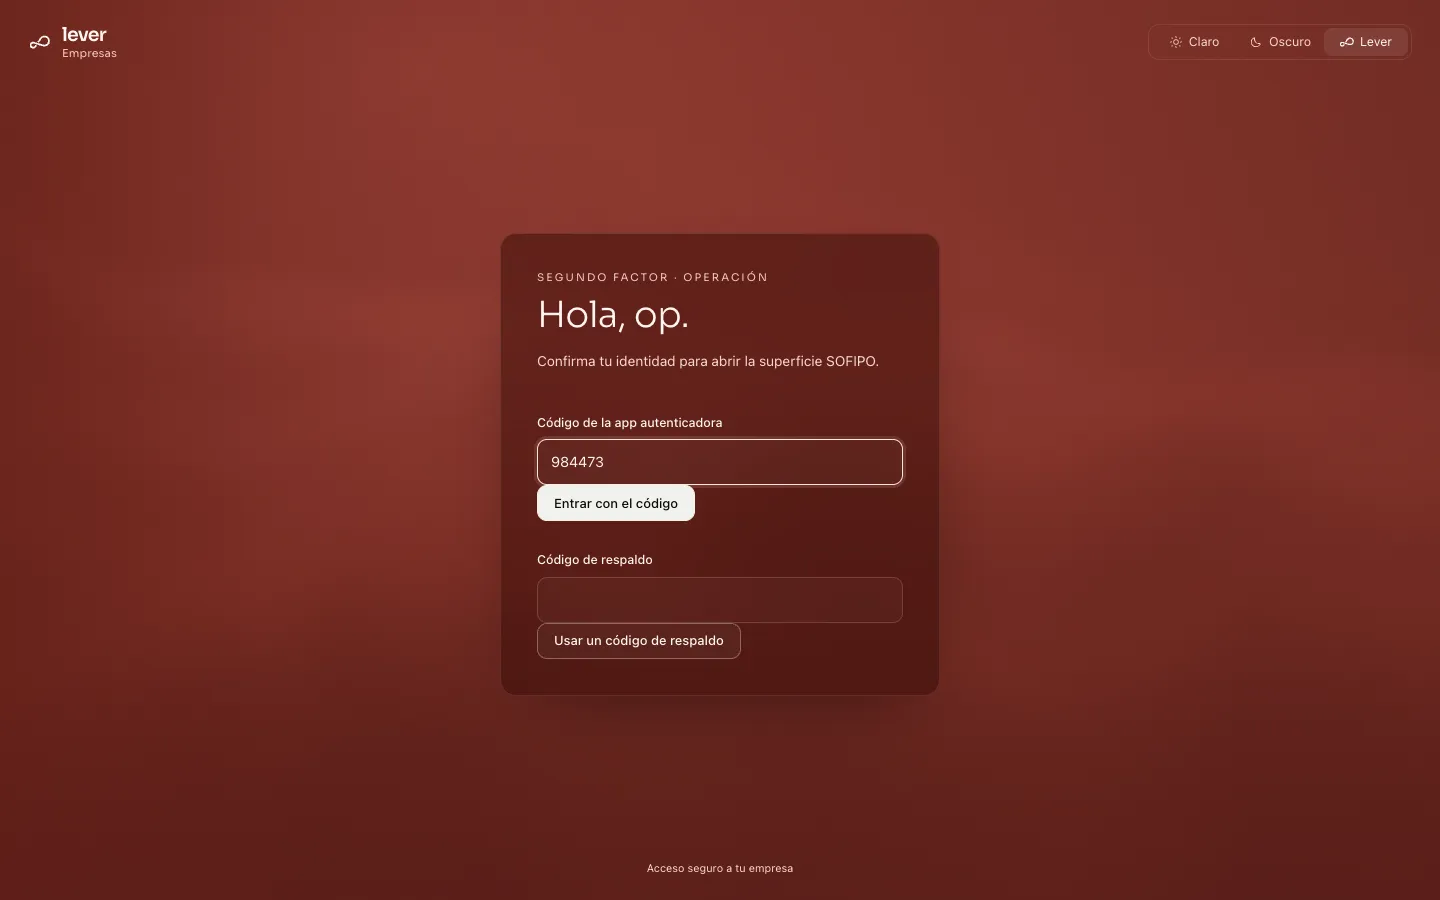 lever
Empresas
Claro
Oscuro
Lever
SEGUNDO FACTOR · OPERACIÓN
Hola, op.
Confirma tu identidad para abrir la superficie SOFIPO.
Código de la app autenticadora
984473
Entrar con el código
Código de respaldo
Usar un código de respaldo
Acceso seguro a tu empresa